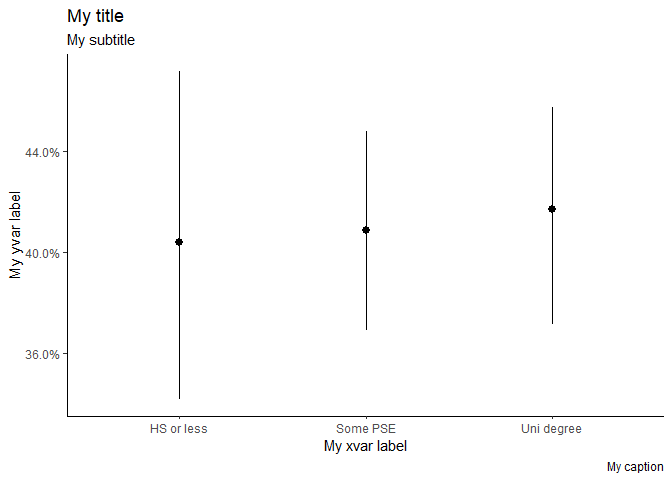 My title
My subtitle
My yvar label
44.0%
40.0%
36.0%
HS or less
Some PSE
Uni degree
My xvar label
My caption